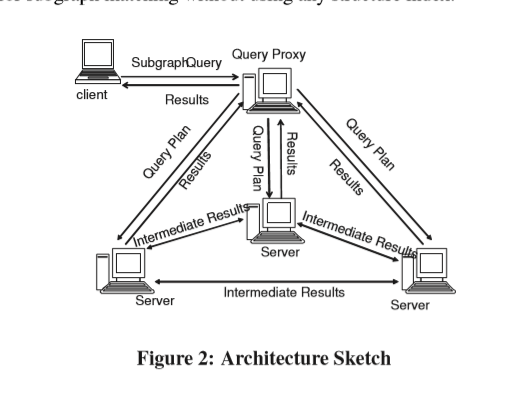 Query Proxy
SubgraphQuery
client
Results
Query Plan
Results
Query Plan
Results
Query Plan
Results
Intermediate Results
Intermediate Results
Server
Intermediate Results
Server
Server
Figure 2: Architecture Sketch